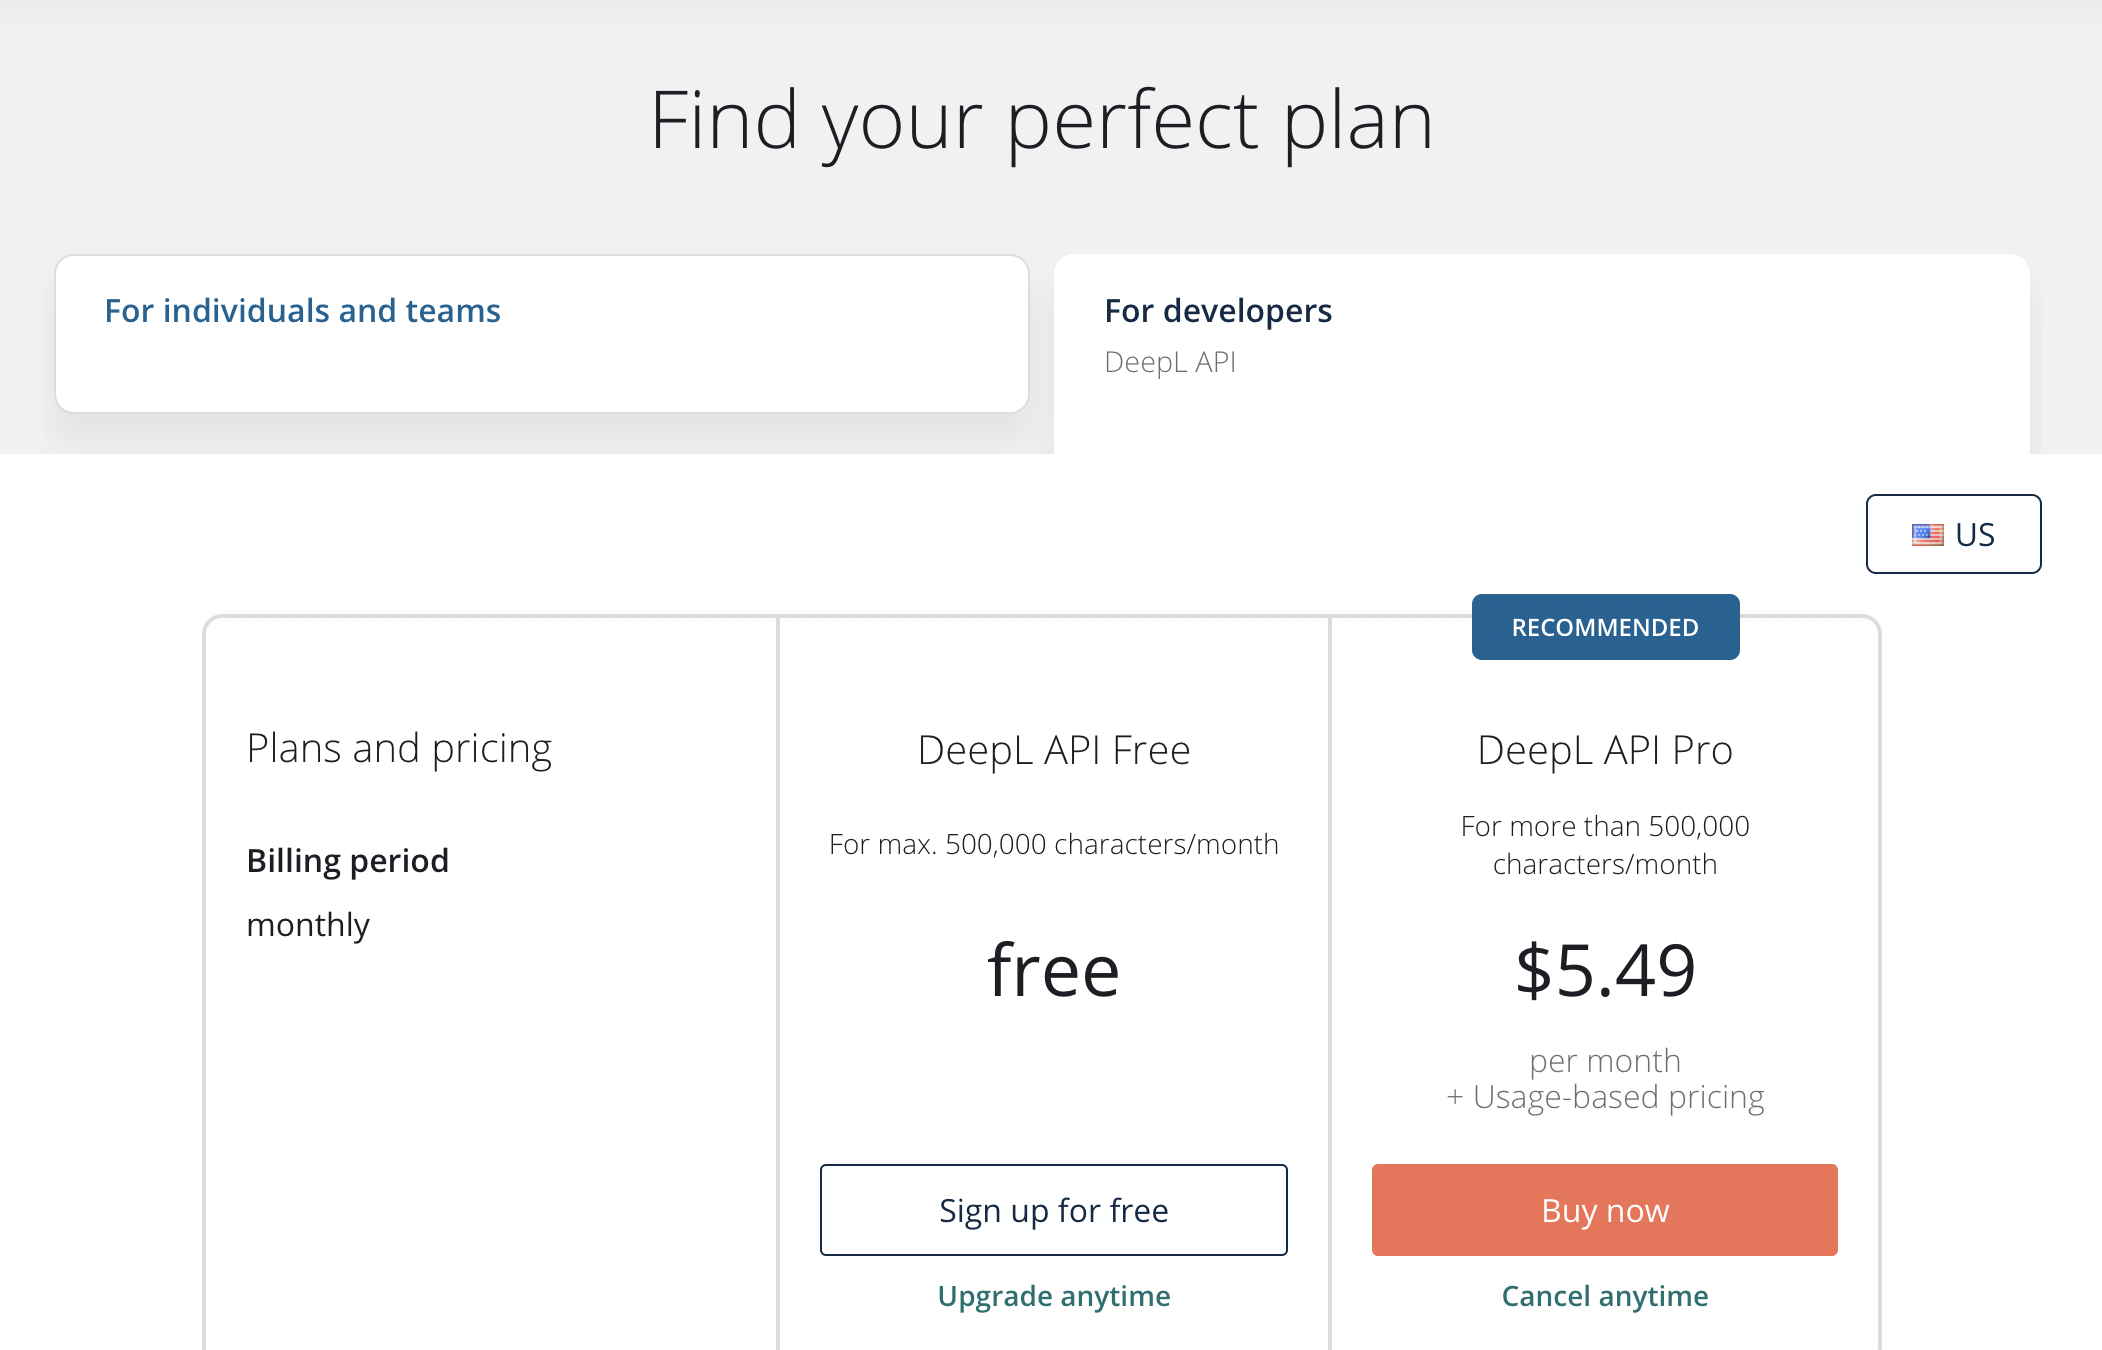 Find your perfect plan
For individuals and teams
For developers
DeepL API
US
RECOMMENDED
Plans and pricing
Billing period
monthly
DeepL API Free
For max. 500,000 characters/month
free
Sign up for free
Upgrade anytime
DeepL API Pro
For more than 500,000
characters/month
$5.49
per month
+ Usage-based pricing
Buy now
Cancel anytime